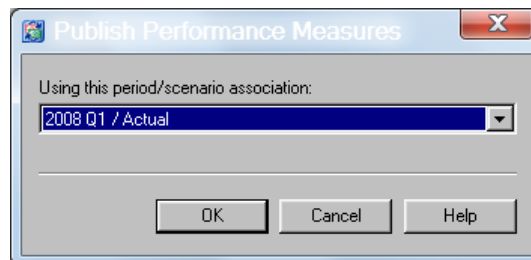 Publish Performance Measures
Using this period/scenario association:
2008 Q1 / Actual
OK Cancel Help